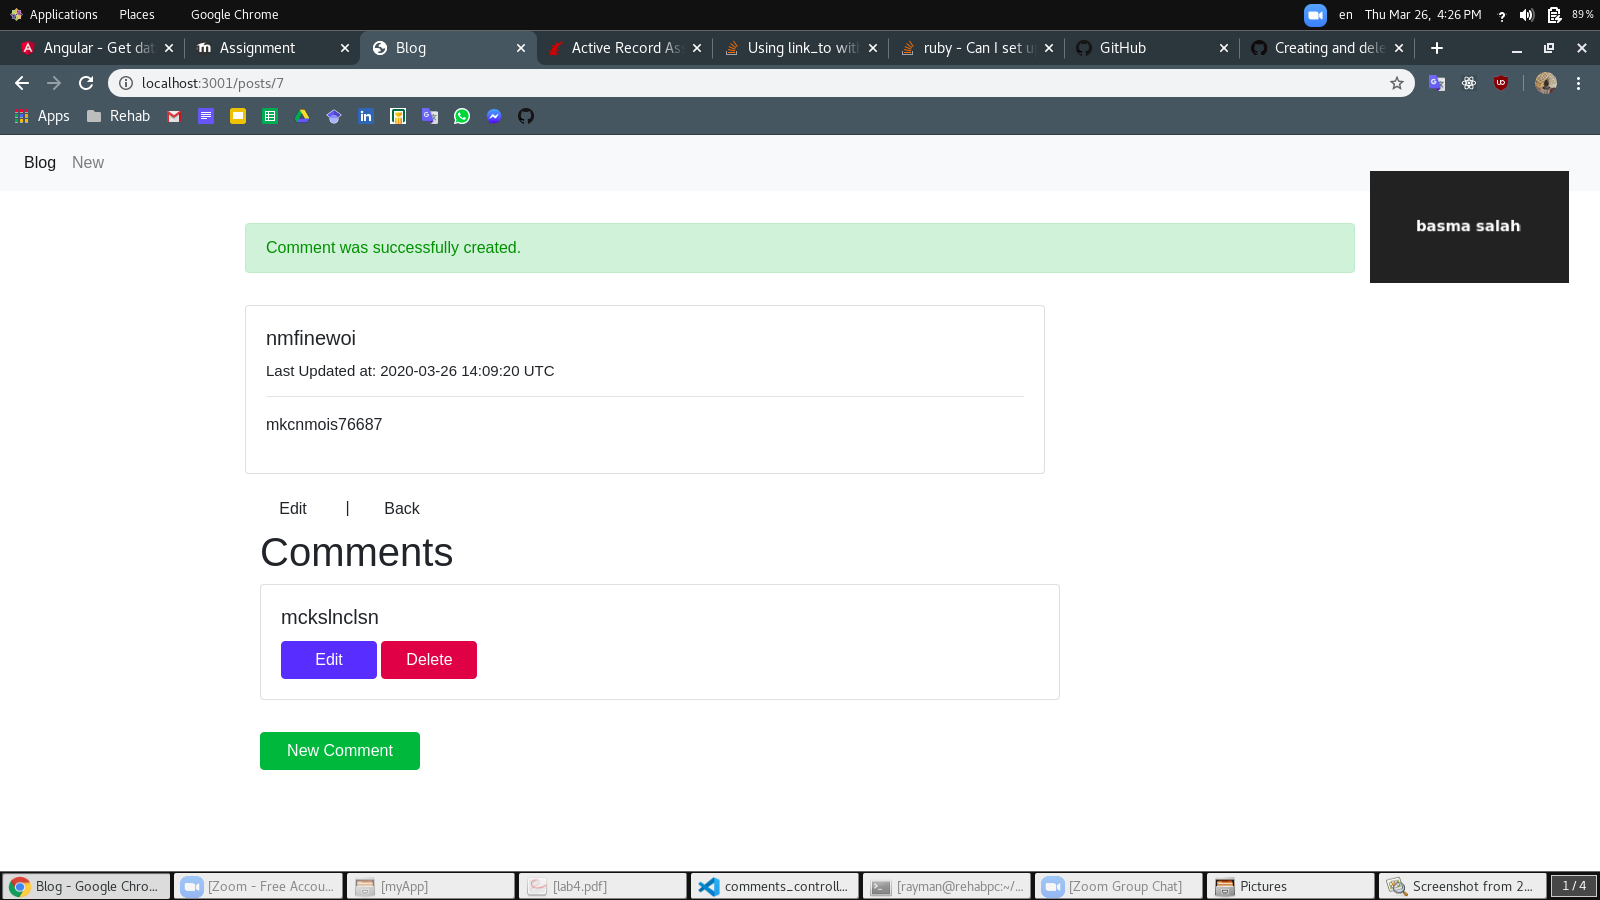 Applications Places Google Chrome en Thu Mar 26, 4:26 PM ? 89 %
Angular - Get dat Assignment Blog Active Record Ass Using link_to with ruby - Can I set u GitHub Creating and dele
localhost:3001/posts/7
Apps Rehab
Blog New
basma salah
Comment was successfully created.
nmfinewoi
Last Updated at: 2020-03-26 14:09:20 UTC
mkcnmois76687
Edit | Back
Comments
mckslnclsn
Edit Delete
New Comment
Blog - Google Chro... [Zoom - Free Accou... [myApp] [lab4.pdf] comments_controll... [rayman@rehabpc:~/... [Zoom Group Chat] Pictures Screenshot from 2... 1 / 4